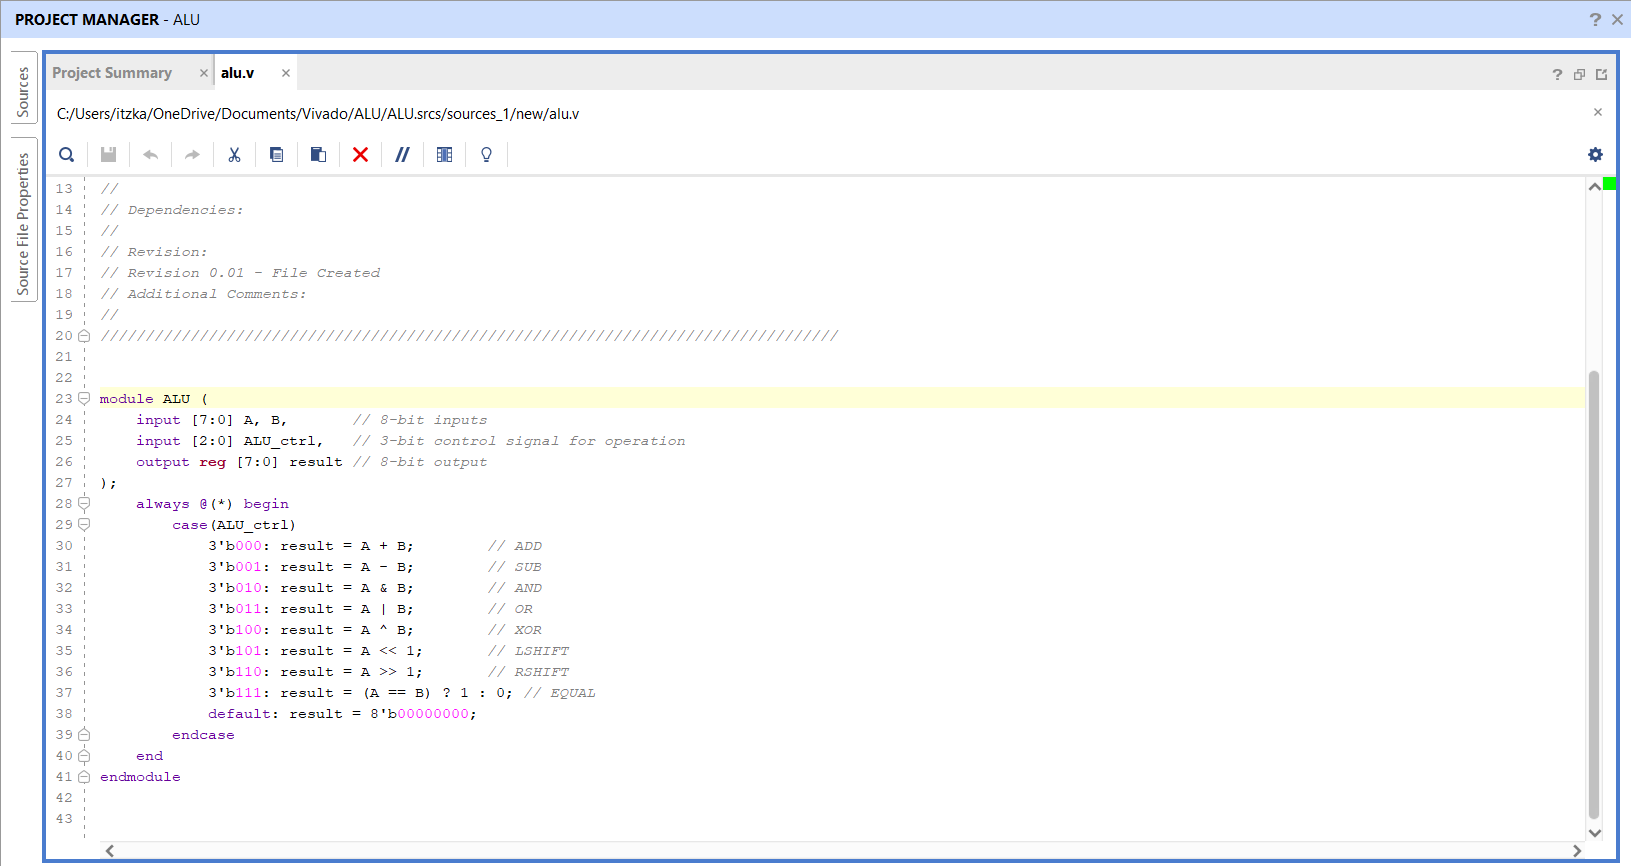 PROJECT MANAGER - ALU
? ×
Sources
Source File Properties
Project Summary × alu.v ×
?
C:/Users/itzka/OneDrive/Documents/Vivado/ALU/ALU.srcs/sources_1/new/alu.v
×
13 //
14 // Dependencies:
15 //
16 // Revision:
17 // Revision 0.01 - File Created
18 // Additional Comments:
19 //
20 //////////////////////////////////////////////////////////////////////////////////
21
22
23 module ALU (
24     input [7:0] A, B,       // 8-bit inputs
25     input [2:0] ALU_ctrl,   // 3-bit control signal for operation
26     output reg [7:0] result // 8-bit output
27 );
28     always @(*) begin
29         case(ALU_ctrl)
30             3'b000: result = A + B;        // ADD
31             3'b001: result = A - B;        // SUB
32             3'b010: result = A & B;        // AND
33             3'b011: result = A | B;        // OR
34             3'b100: result = A ^ B;        // XOR
35             3'b101: result = A << 1;       // LSHIFT
36             3'b110: result = A >> 1;       // RSHIFT
37             3'b111: result = (A == B) ? 1 : 0; // EQUAL
38             default: result = 8'b00000000;
39         endcase
40     end
41 endmodule
42
43